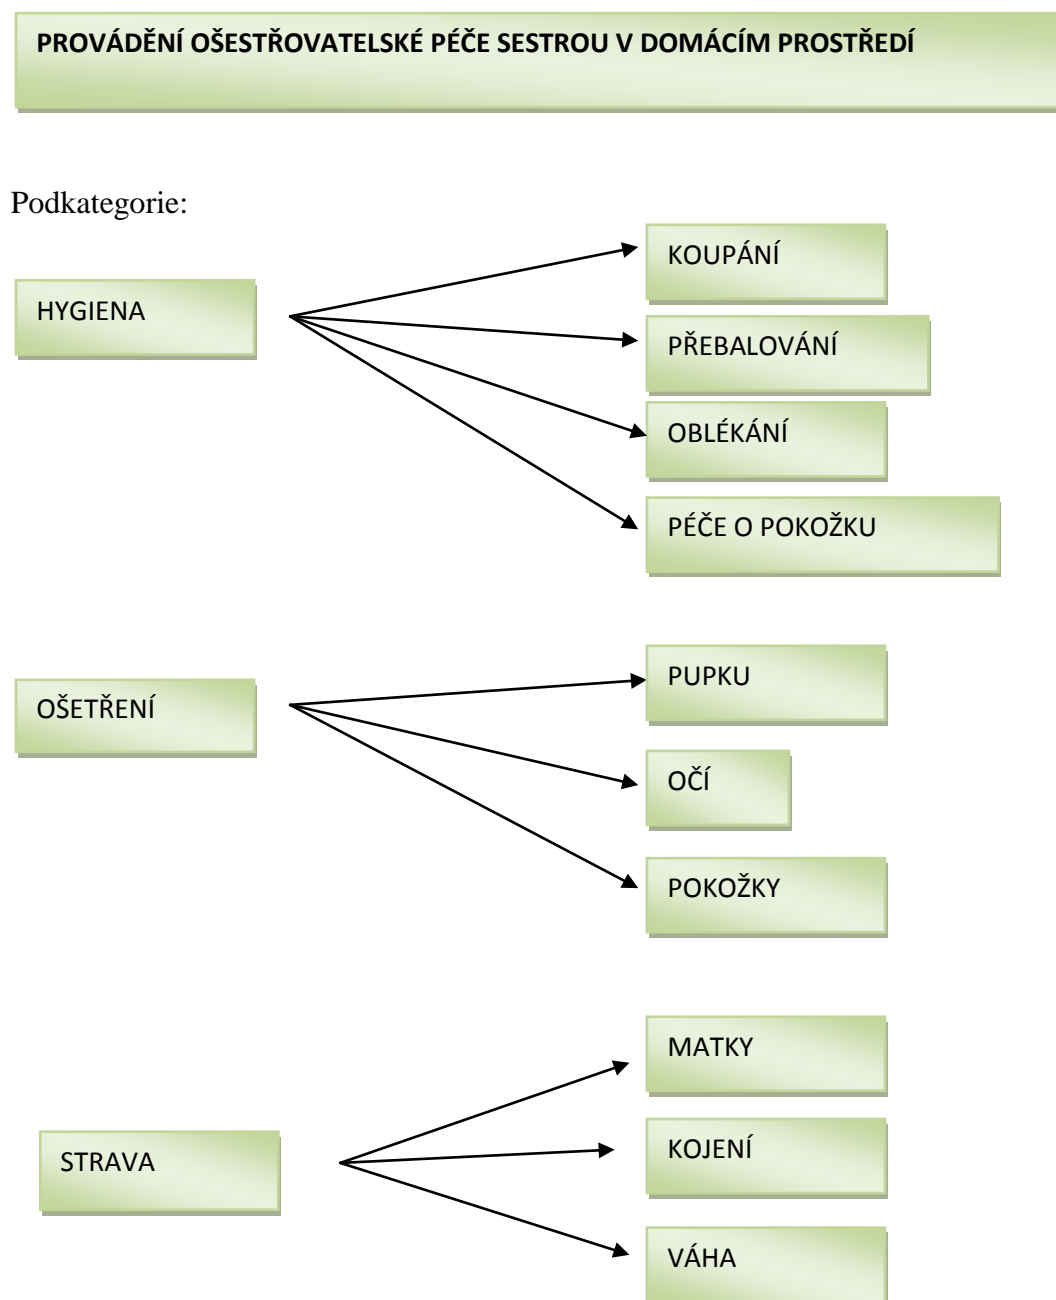 PROVÁDĚNÍ OŠESTŘOVATELSKÉ PÉČE SESTROU V DOMÁCÍM PROSTŘEDÍ
Podkategorie:
HYGIENA
KOUPÁNÍ
PŘEBALOVÁNÍ
OBLÉKÁNÍ
PÉČE O POKOŽKU
OŠETŘENÍ
PUPKU
OČÍ
POKOŽKY
STRAVA
MATKY
KOJENÍ
VÁHA